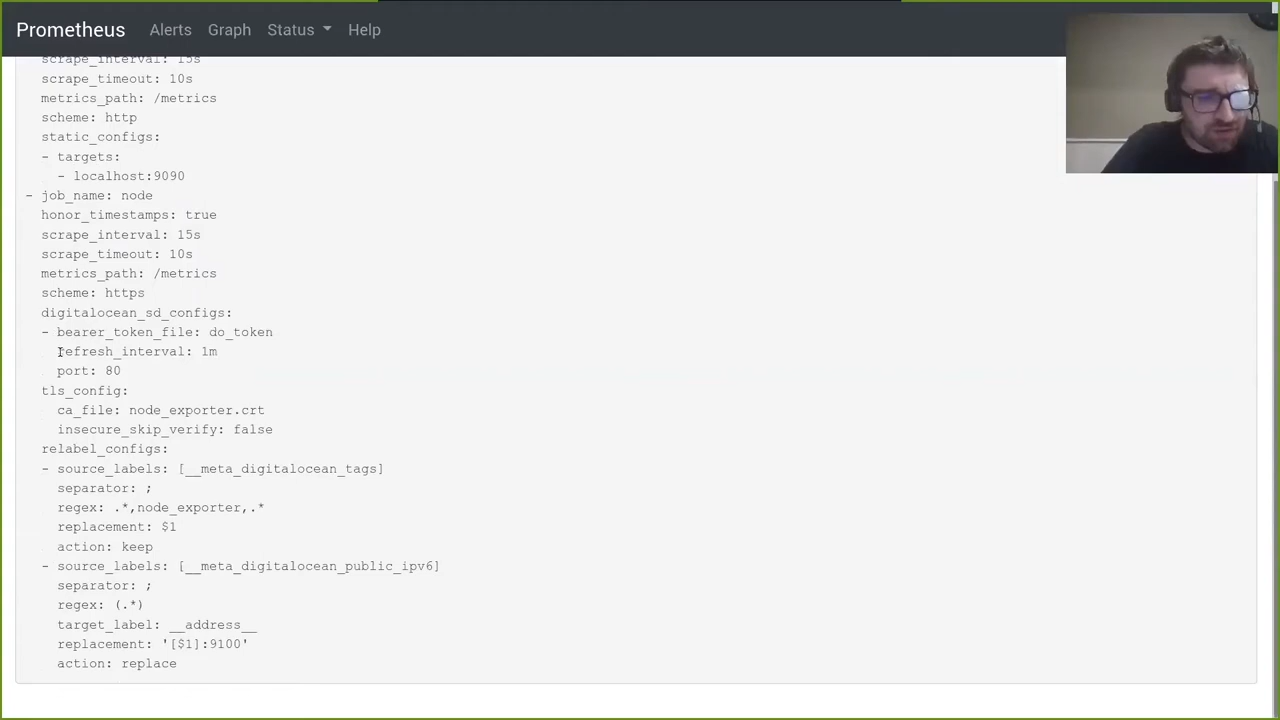 Prometheus Alerts Graph Status Help
scrape_interval: 15s
scrape_timeout: 10s
metrics_path: /metrics
scheme: http
static_configs:
- targets:
- localhost:9090
- job_name: node
honor_timestamps: true
scrape_interval: 15s
scrape_timeout: 10s
metrics_path: /metrics
scheme: https
digitalocean_sd_configs:
- bearer_token_file: do_token
refresh_interval: 1m
port: 80
tls_config:
ca_file: node_exporter.crt
insecure_skip_verify: false
relabel_configs:
- source_labels: [__meta_digitalocean_tags]
separator: ;
regex: .*,node_exporter,.*
replacement: $1
action: keep
- source_labels: [__meta_digitalocean_public_ipv6]
separator: ;
regex: (.*)
target_label: __address__
replacement: '[$1]:9100'
action: replace